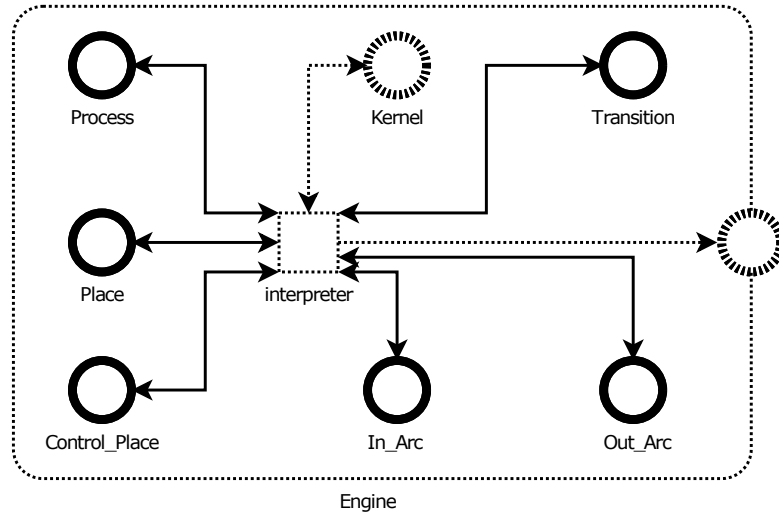 Process
Kernel
Transition
Place
interpreter
Control_Place
In_Arc
Out_Arc
Engine